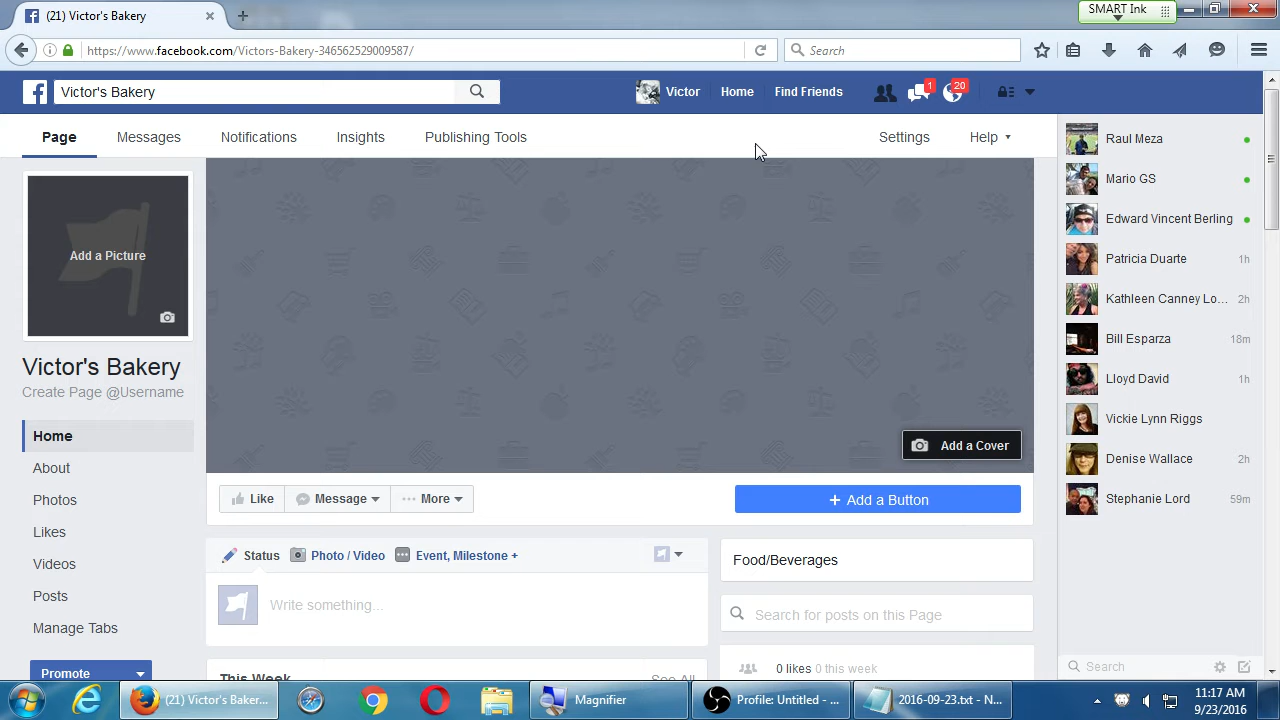 (21) Victor's Bakery
SMART Ink
https://www.facebook.com/Victors-Bakery-346562529009587/
Search
Victor's Bakery
Victor
Home
Find Friends
1
20
Page
Messages
Notifications
Insights
Publishing Tools
Settings
Help
Add a Picture
Victor's Bakery
Create Page @Username
Home
About
Photos
Likes
Videos
Posts
Manage Tabs
Promote
Add a Cover
Like
Message
More
+ Add a Button
Status
Photo / Video
Event, Milestone +
Write something...
This Week
See All
Food/Beverages
Search for posts on this Page
0 likes 0 this week
Raul Meza
Mario GS
Edward Vincent Berling
Patricia Duarte 1h
Kathleen Canney Lo... 2h
Bill Esparza 18m
Lloyd David 1h
Vickie Lynn Riggs
Denise Wallace 2h
Stephanie Lord 59m
Search
(21) Victor's Baker...
Magnifier
Profile: Untitled - ...
2016-09-23.txt - N...
11:17 AM
9/23/2016